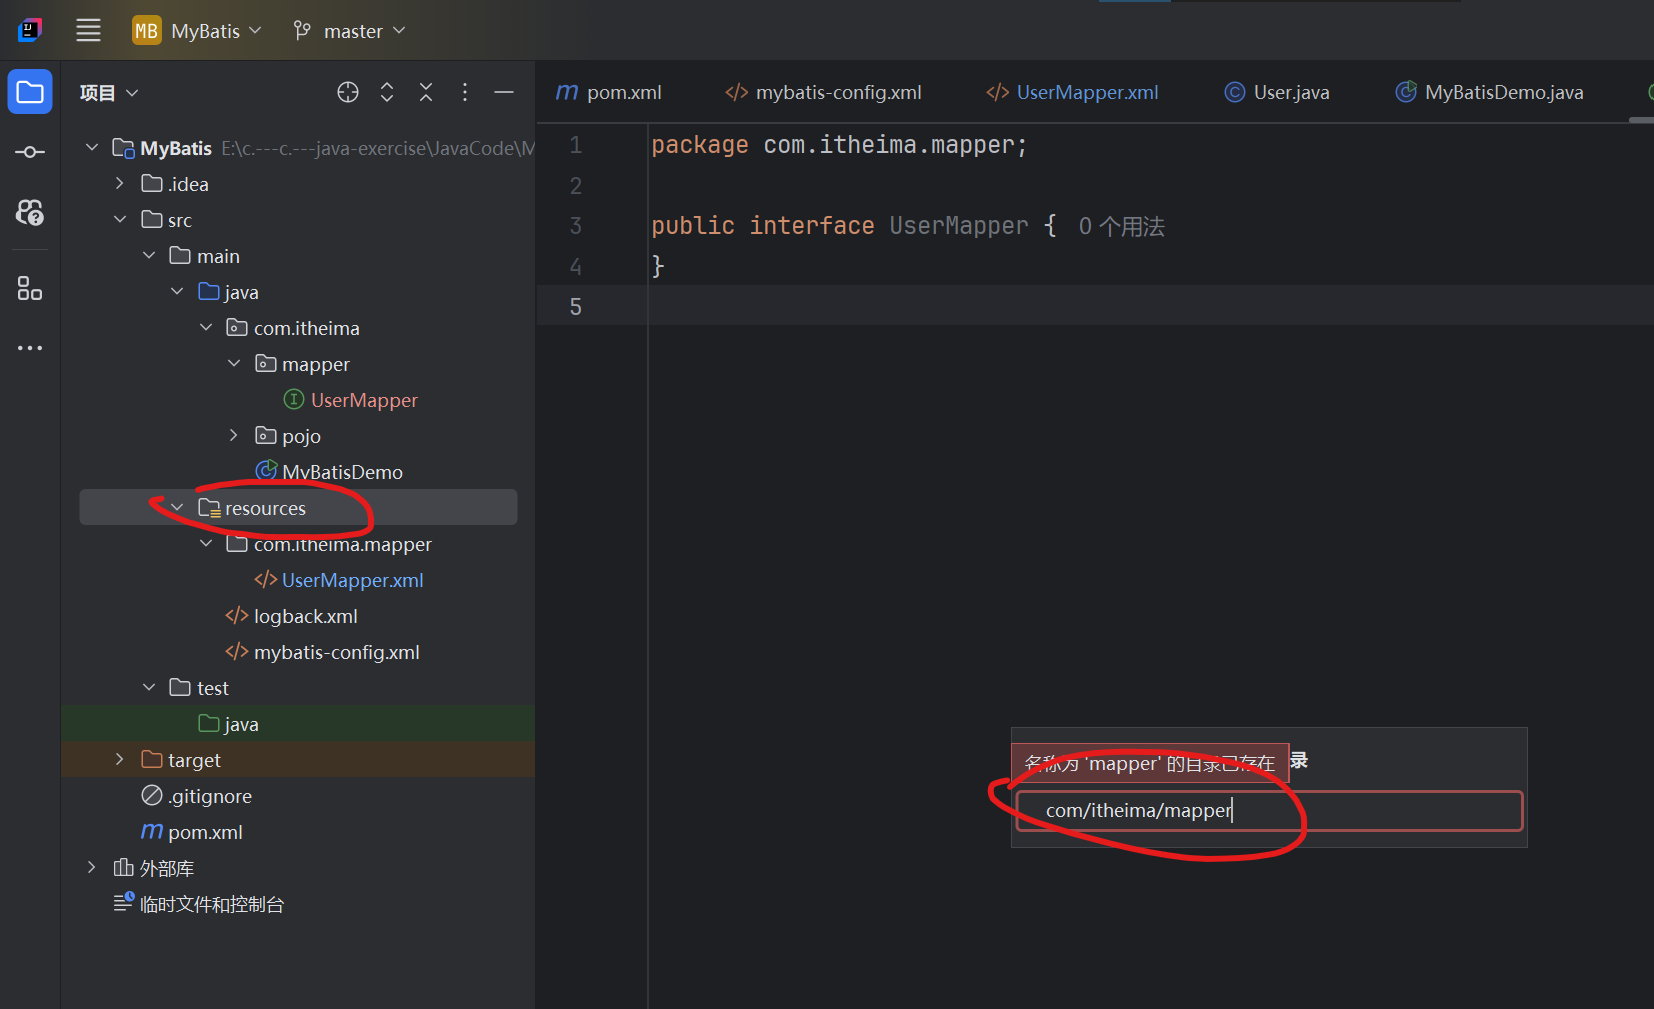 MB MyBatis master
项目
pom.xml
mybatis-config.xml
UserMapper.xml
User.java
MyBatisDemo.java
MyBatis E:\c.---c.---java-exercise\JavaCode\M
.idea
src
main
java
com.itheima
mapper
UserMapper
pojo
MyBatisDemo
resources
com.itheima.mapper
UserMapper.xml
logback.xml
mybatis-config.xml
test
java
target
.gitignore
pom.xml
外部库
临时文件和控制台
1 package com.itheima.mapper;
2
3 public interface UserMapper { 0 个用法
4 }
5
名称为 'mapper' 的目录已存在
录
com/itheima/mapper